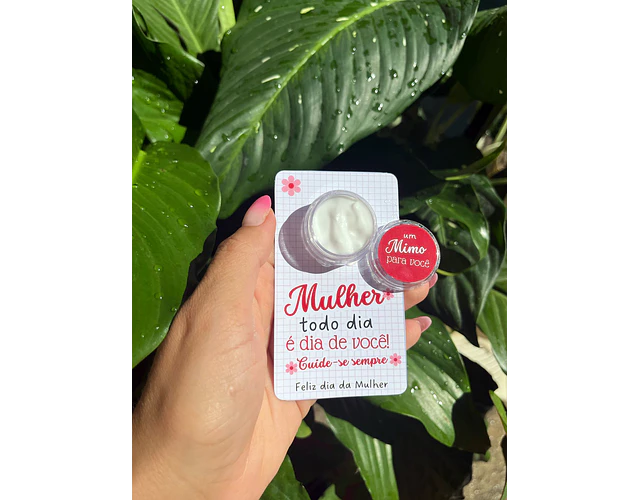 um
Mimo
para você
Mulher
todo dia
é dia de você!
Cuide-se sempre
Feliz dia da Mulher